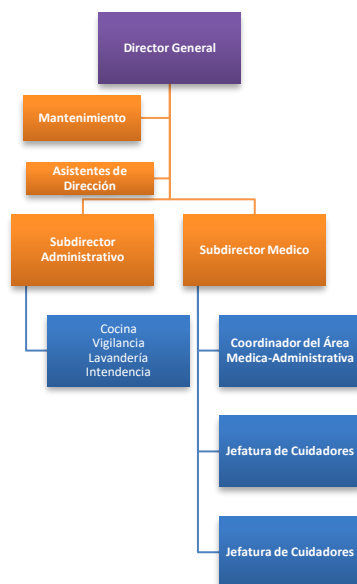 Director General
Mantenimiento
Asistentes de
Dirección
Subdirector
Administrativo
Subdirector Medico
Cocina
Vigilancia
Lavandería
Intendencia
Coordinador del Área
Medica-Administrativa
Jefatura de Cuidadores
Jefatura de Cuidadores